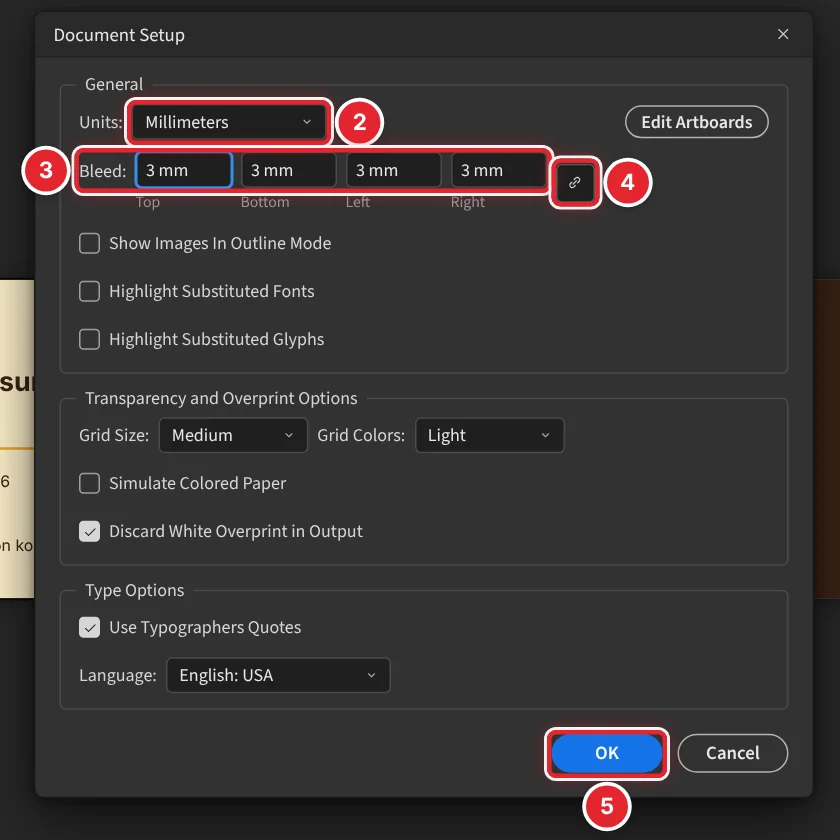 Document Setup
General
Units: Millimeters
2
Edit Artboards
3
Bleed: 3 mm 3 mm 3 mm 3 mm
4
Top Bottom Left Right
Show Images In Outline Mode
Highlight Substituted Fonts
Highlight Substituted Glyphs
Transparency and Overprint Options
Grid Size: Medium Grid Colors: Light
6
Simulate Colored Paper
Discard White Overprint in Output
Type Options
Use Typographers Quotes
Language: English: USA
OK Cancel
5